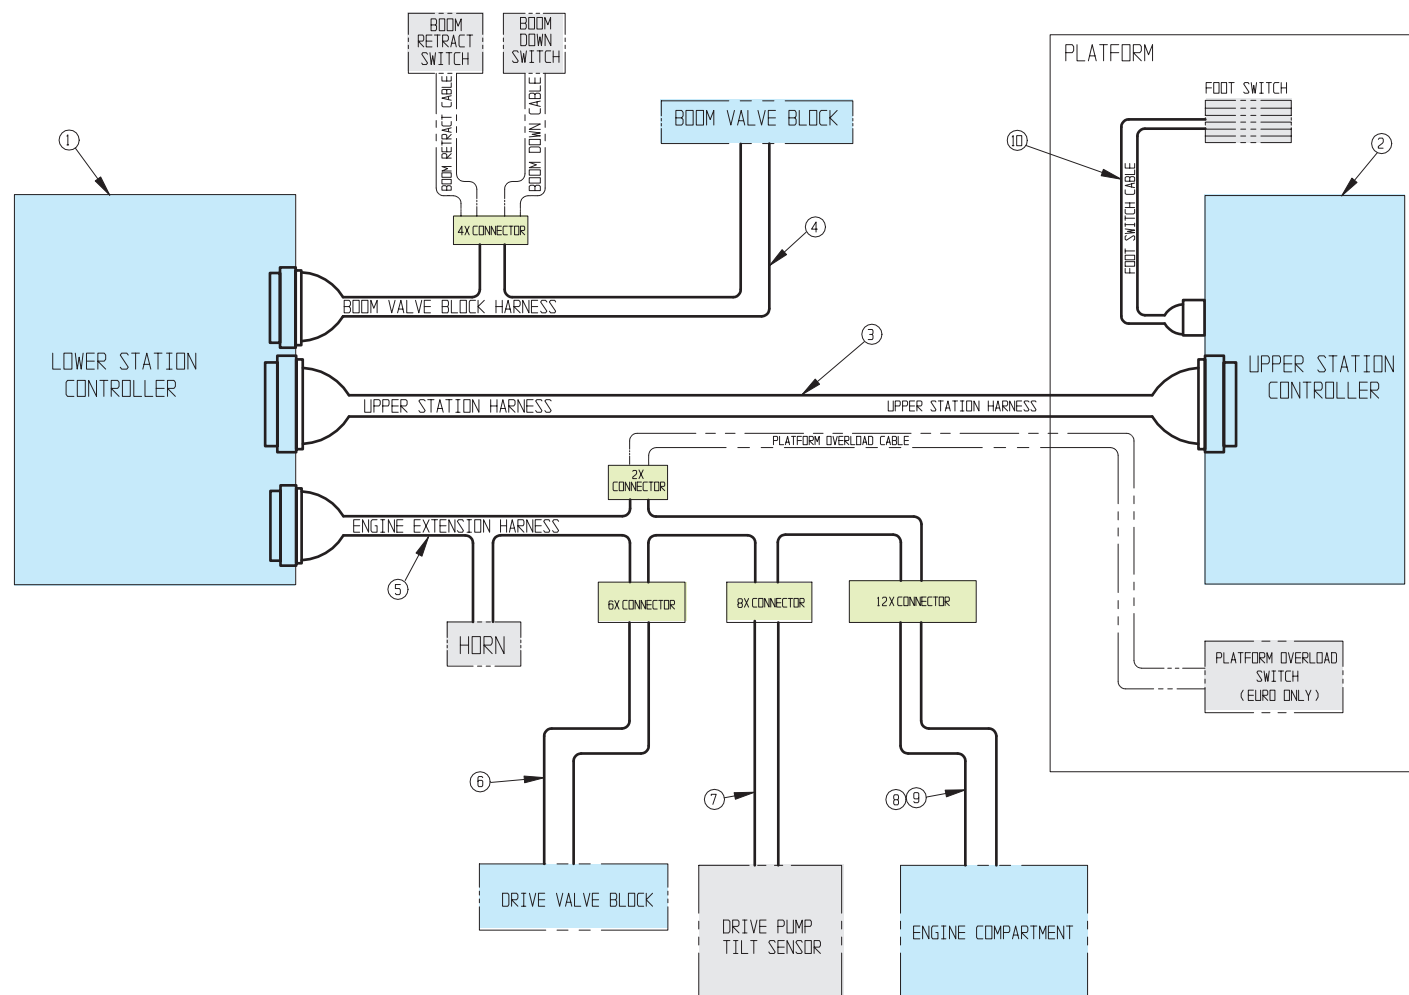 BOOM
RETRACT
SWITCH
BOOM
DOWN
SWITCH
PLATFORM
FOOT SWITCH
BOOM VALVE BLOCK
BOOM RETRACT CABLE
BOOM DOWN CABLE
1
10
2
FOOT SWITCH CABLE
4X CONNECTOR
4
BOOM VALVE BLOCK HARNESS
3
LOWER STATION
CONTROLLER
UPPER STATION
CONTROLLER
UPPER STATION HARNESS
UPPER STATION HARNESS
PLATFORM OVERLOAD CABLE
2X
CONNECTOR
ENGINE EXTENSION HARNESS
5
6X CONNECTOR
8X CONNECTOR
12X CONNECTOR
HORN
PLATFORM OVERLOAD
SWITCH
(EURO ONLY)
6
7
8
9
DRIVE VALVE BLOCK
DRIVE PUMP
TILT SENSOR
ENGINE COMPARTMENT